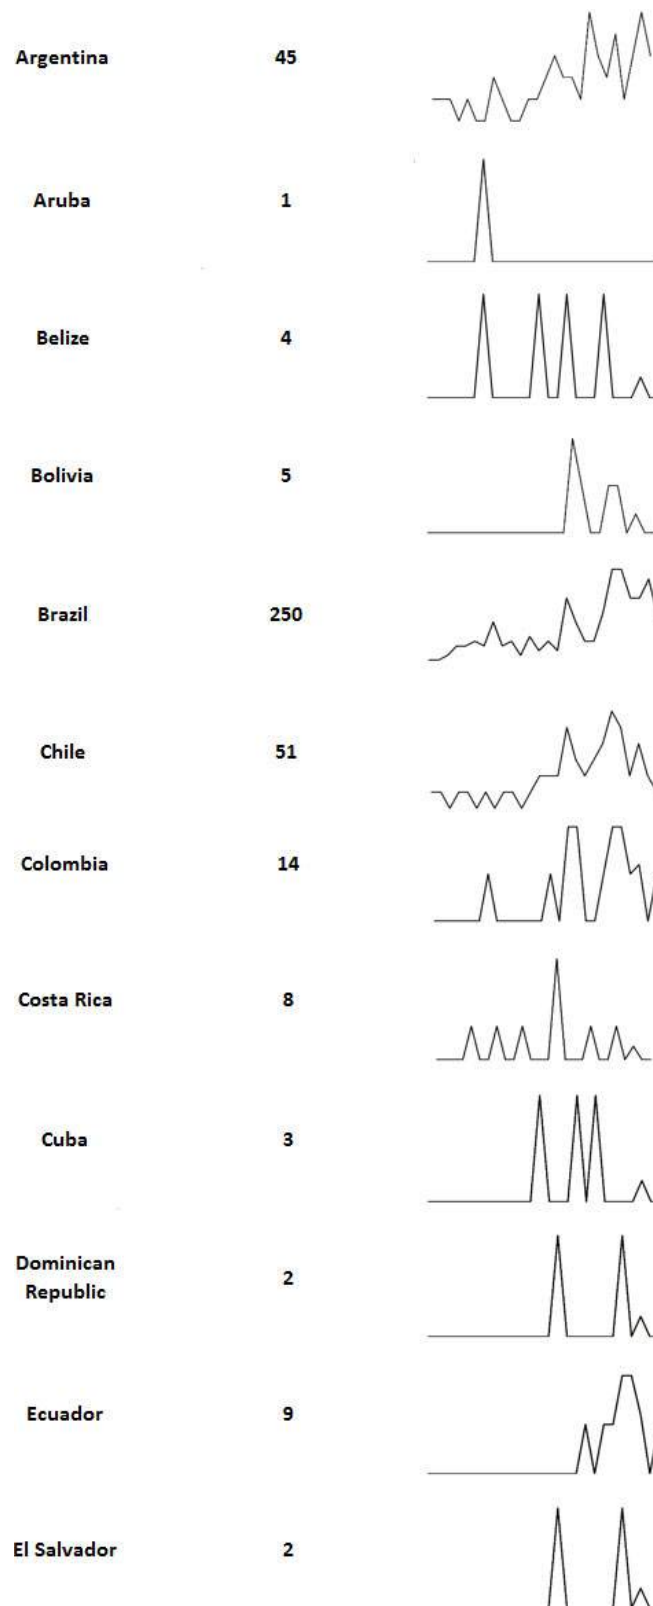 Argentina 45
Aruba 1
Belize 4
Bolivia 5
Brazil 250
Chile 51
Colombia 14
Costa Rica 8
Cuba 3
Dominican
Republic 2
Ecuador 9
El Salvador 2